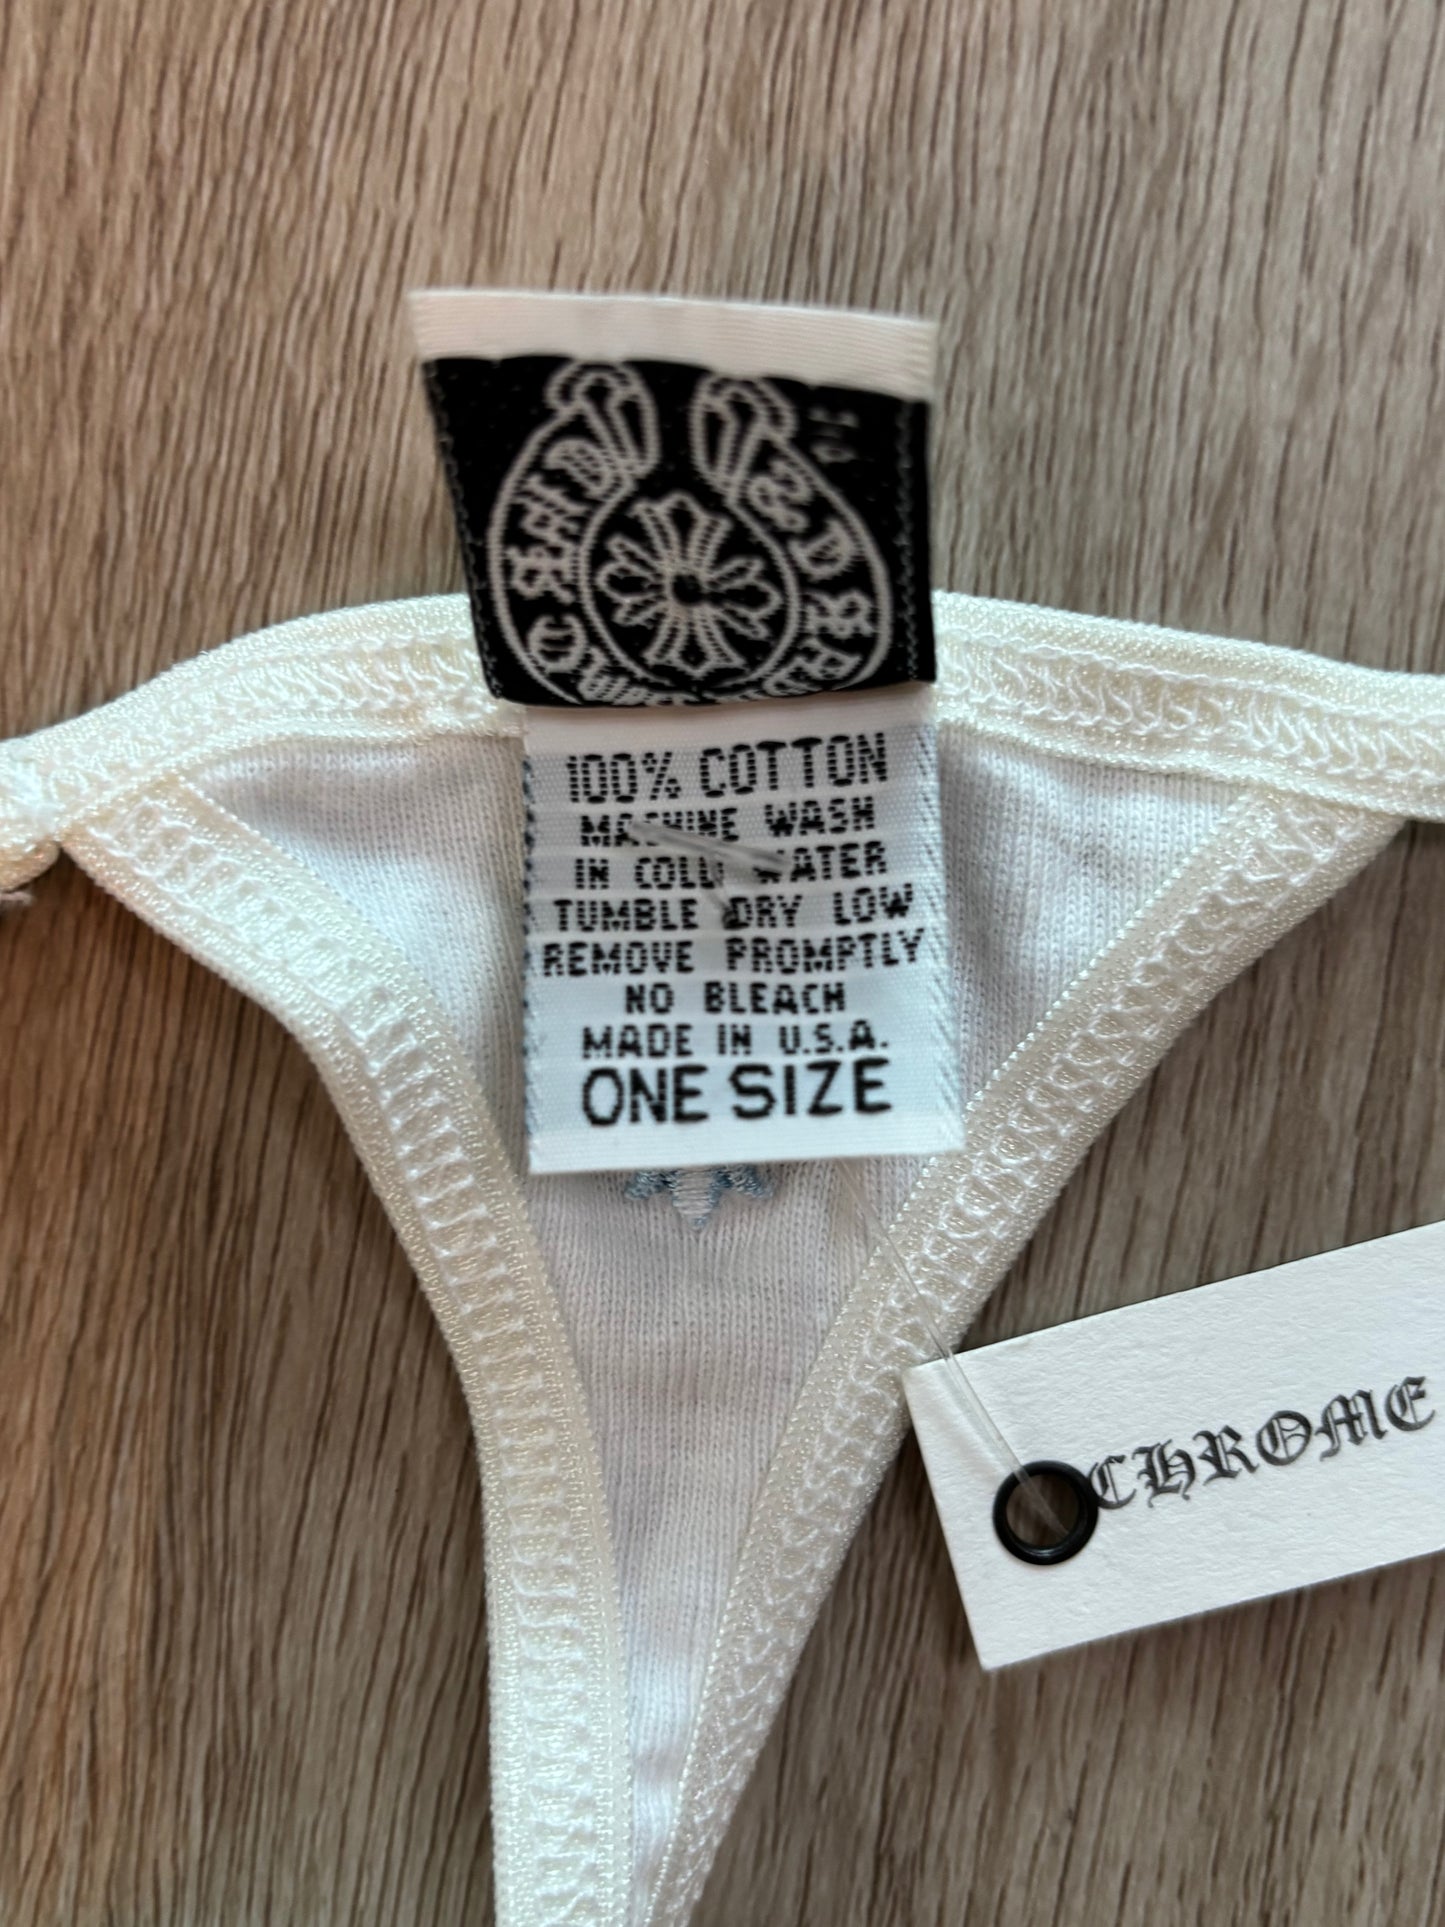 100% COTTON
MACHINE WASH
IN COLD WATER
TUMBLE DRY LOW
REMOVE PROMPTLY
NO BLEACH
MADE IN U.S.A.
ONE SIZE
CHROME